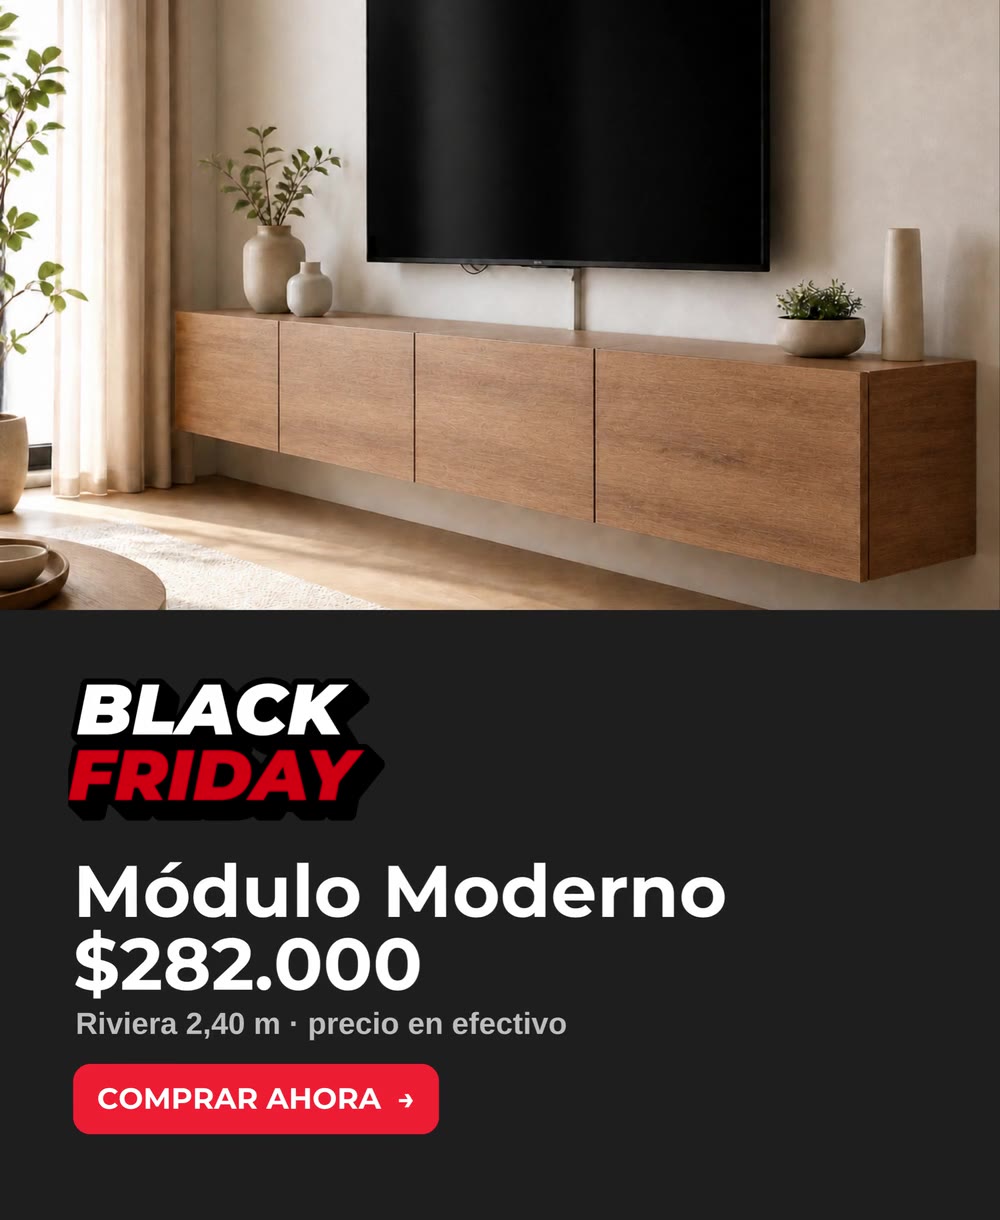 BLACK
FRIDAY
Módulo Moderno
$282.000
Riviera 2,40 m · precio en efectivo
COMPRAR AHORA →